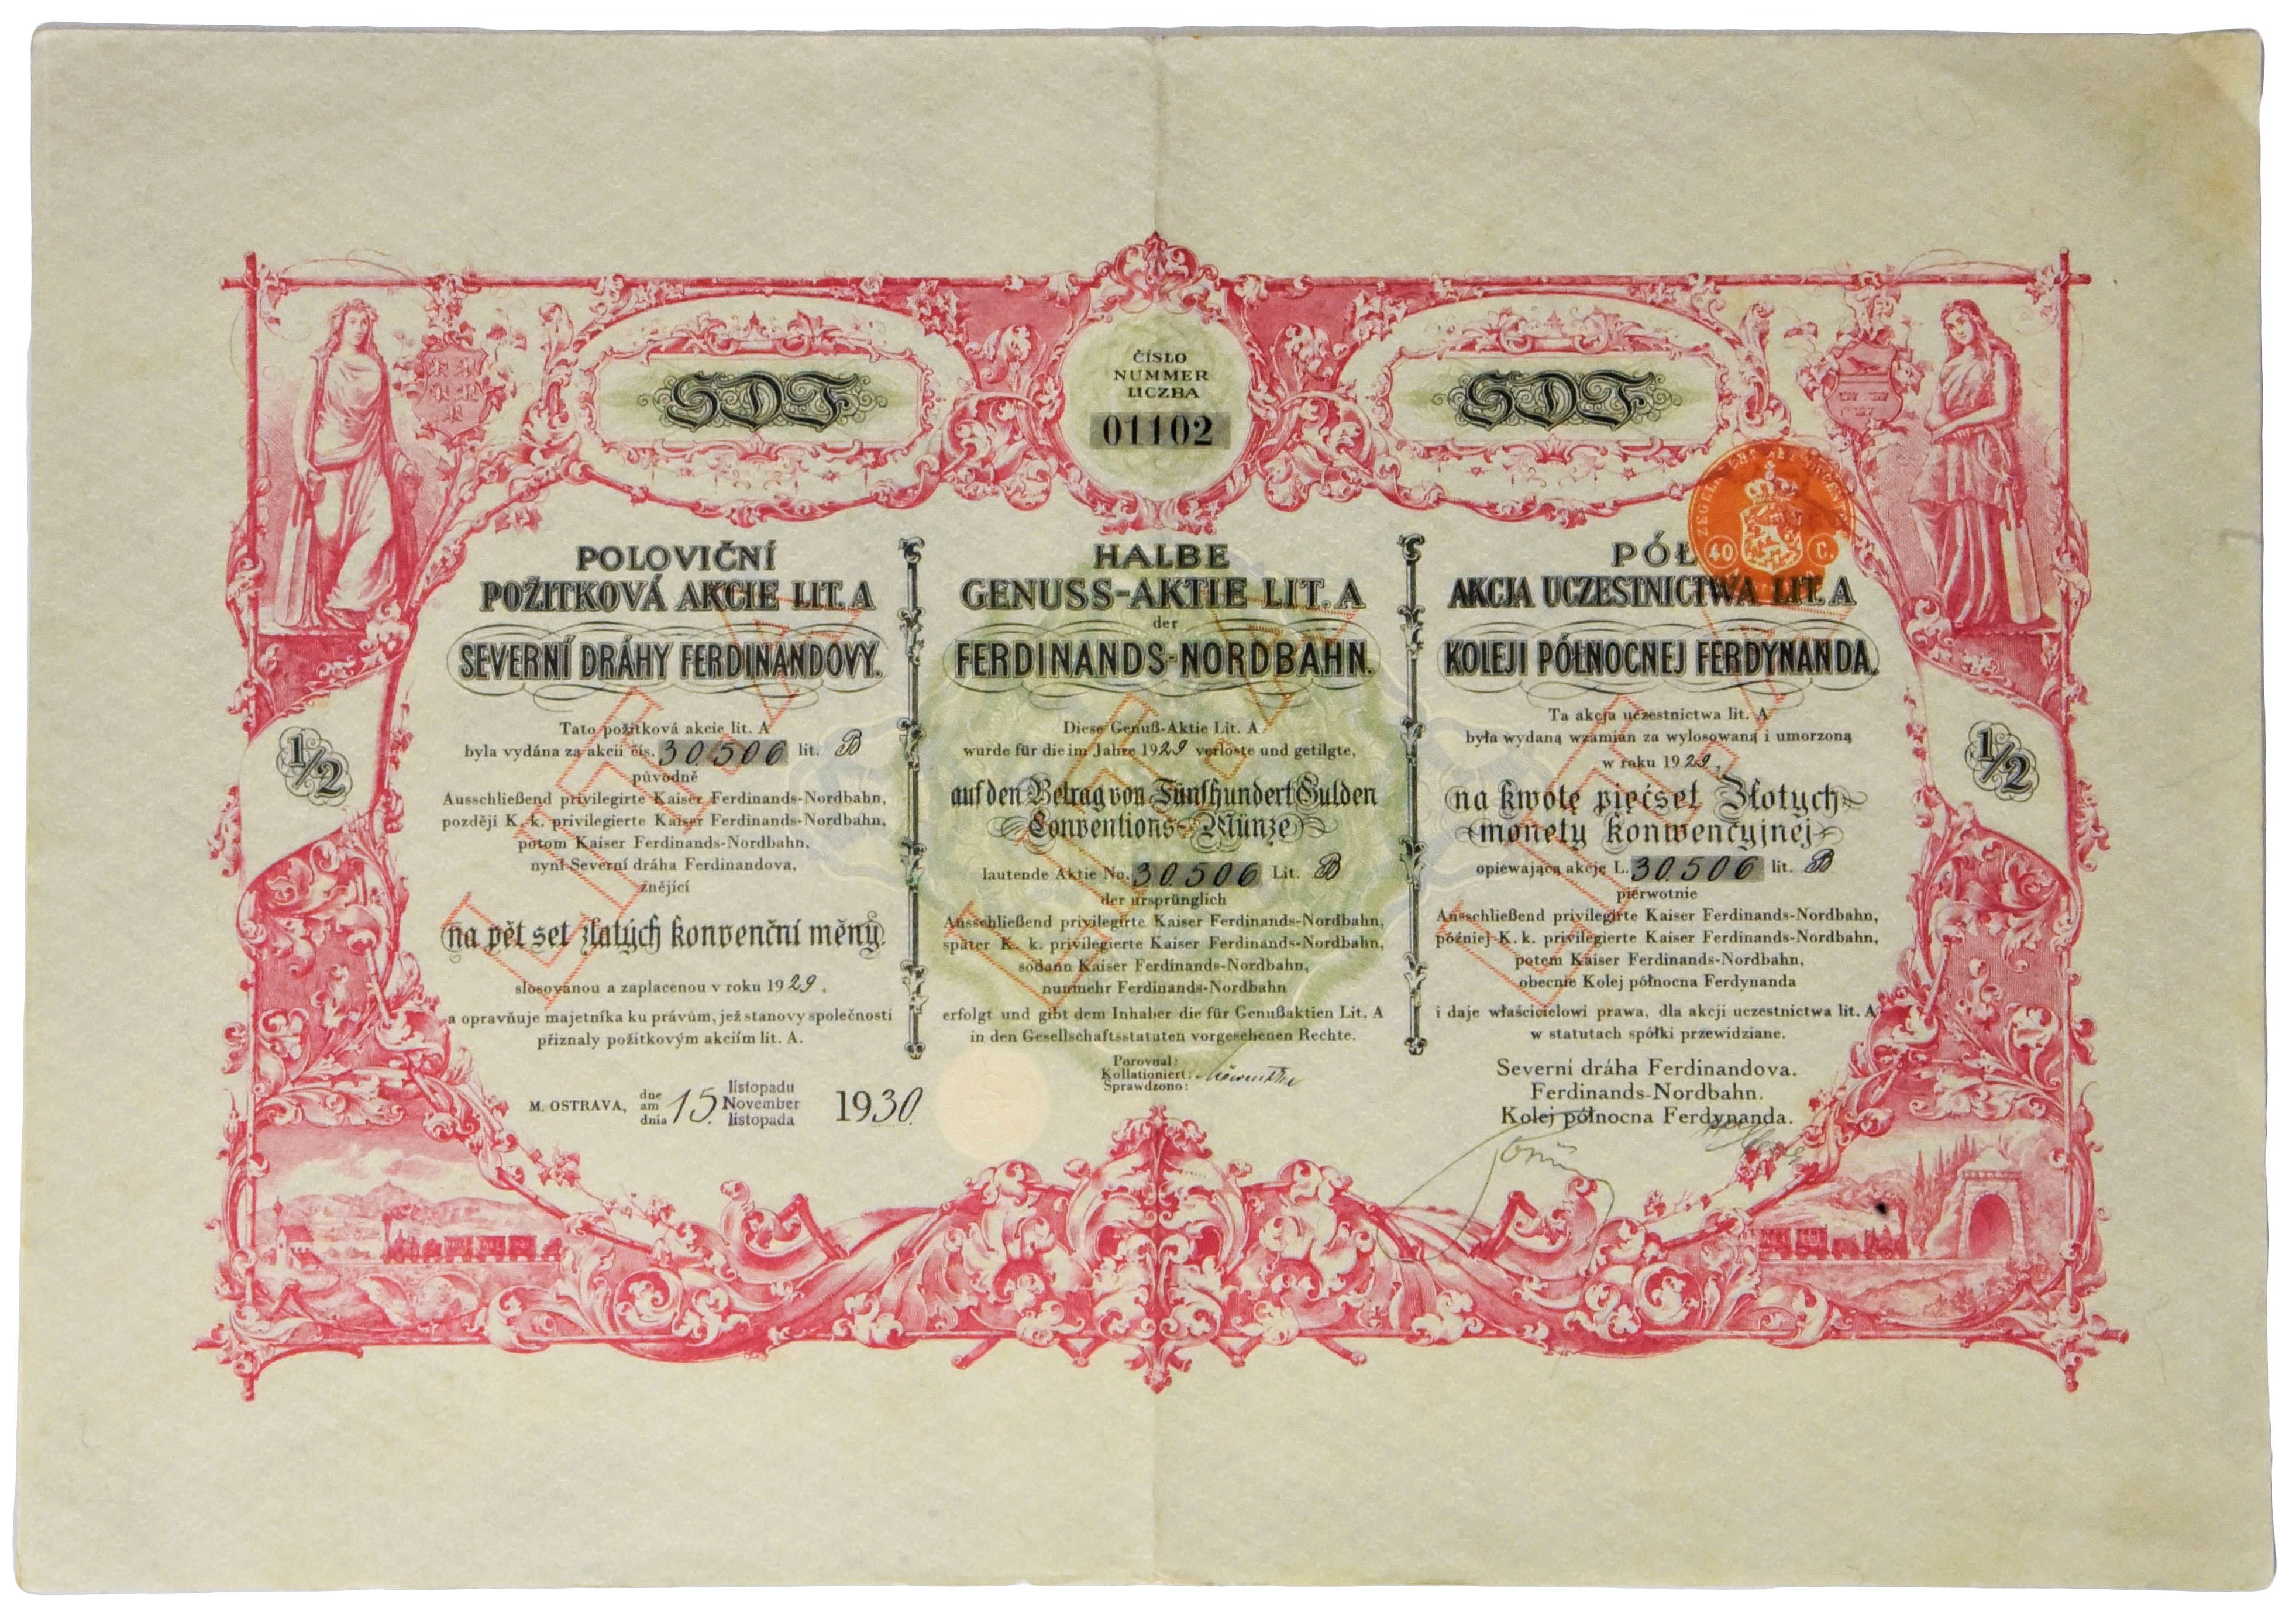 SDF
ČÍSLO
NUMMER
LICZBA
01102
SDF
40 C.
POLOVIČNÍ
POŽITKOVÁ AKCIE LIT. A
SEVERNÍ DRÁHY FERDINANDOVY.
1/2
Tato požitková akcie lit. A
byla vydána za akcii čís. 30.506 lit. B
původně
Ausschließend privilegirte Kaiser Ferdinands-Nordbahn,
později K. k. privilegierte Kaiser Ferdinands-Nordbahn,
potom Kaiser Ferdinands-Nordbahn,
nyní Severní dráha Ferdinandova,
znějící
na pět set zlatých konvenční měny.
slosovanou a zaplacenou v roku 1929,
a opravňuje majetníka ku právům, jež stanovy společnosti
přiznaly požitkovým akciím lit. A.
M. OSTRAVA,
dne
am
dnia
15.
listopadu
November
listopada
1930.
HALBE
GENUSS-AKTIE LIT. A
der
FERDINANDS-NORDBAHN.
Diese Genuß-Aktie Lit. A
wurde für die im Jahre 1929 verloste und getilgte,
auf den Betrag von Fünfhundert Gulden
Conventions-Münze
lautende Aktie No. 30.506 Lit. B
der ursprünglich
Ausschließend privilegirte Kaiser Ferdinands-Nordbahn,
später K. k. privilegierte Kaiser Ferdinands-Nordbahn,
sodann Kaiser Ferdinands-Nordbahn,
nunmehr Ferdinands-Nordbahn
erfolgt und gibt dem Inhaber die für Genußaktien Lit. A
in den Gesellschaftsstatuten vorgesehenen Rechte.
Porovnal:
Kollationiert:
Sprawdzono:
PÓŁ
AKCJA UCZESTNICTWA LIT. A
KOLEJI PÓŁNOCNEJ FERDYNANDA.
1/2
Ta akcja uczestnictwa lit. A
była wydaną wzamian za wylosowaną i umorzoną
w roku 1929,
na kwotę pięćset Złotych
monety konwencyjnej
opiewającą akcję L. 30.506 lit. B
pierwotnie
Ausschließend privilegirte Kaiser Ferdinands-Nordbahn,
później K. k. privilegierte Kaiser Ferdinands-Nordbahn,
potem Kaiser Ferdinands-Nordbahn,
obecnie Kolej północna Ferdynanda
i daje właścicielowi prawa, dla akcji uczestnictwa lit. A
w statutach spółki przewidziane.
Severní dráha Ferdinandova.
Ferdinands-Nordbahn.
Kolej północna Ferdynanda.